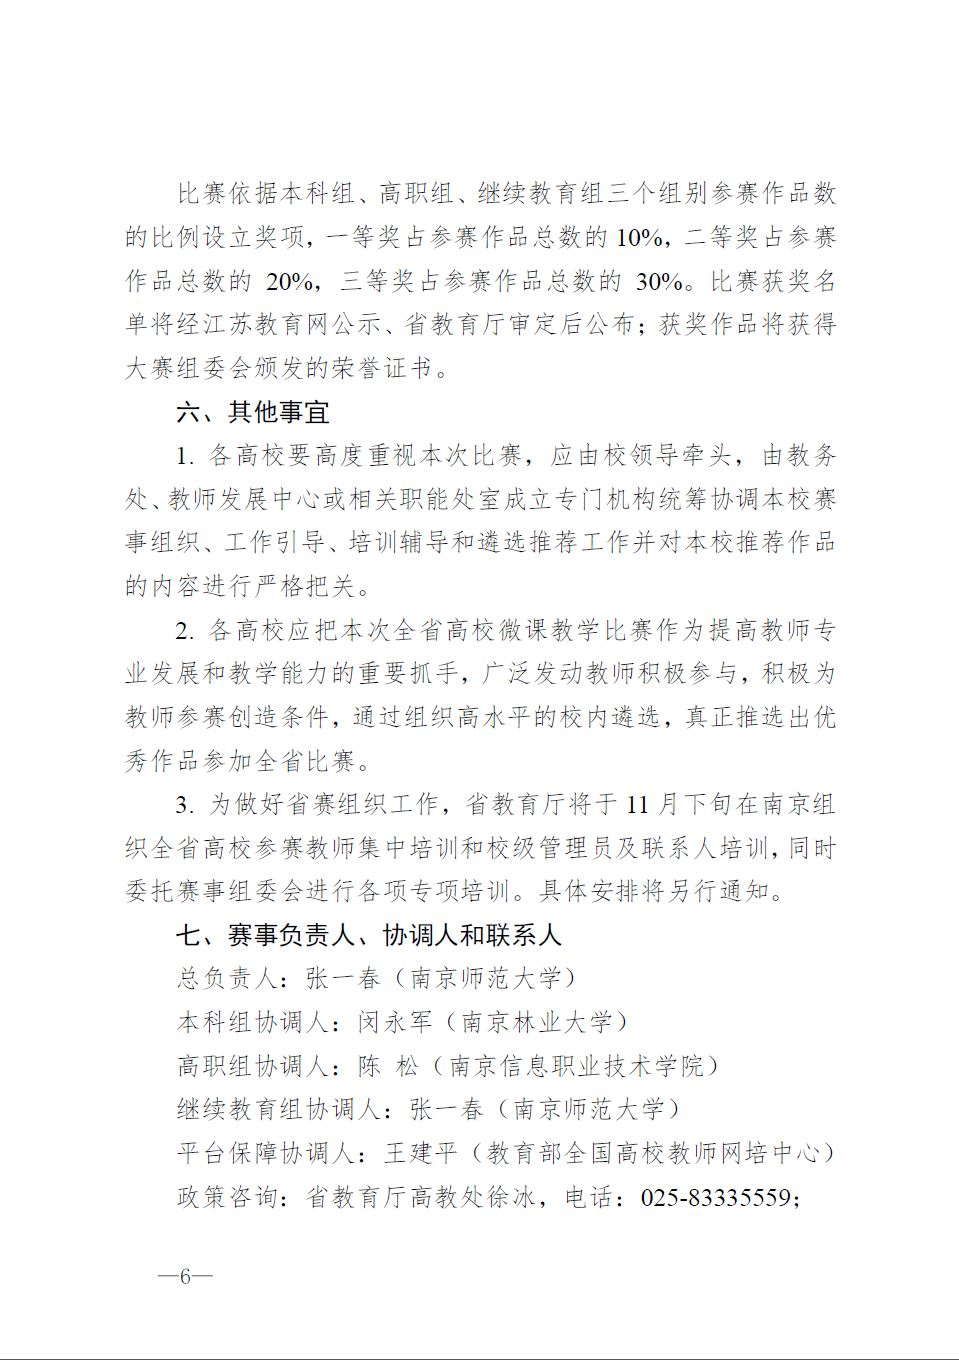 比赛依据本科组、高职组、继续教育组三个组别参赛作品数
的比例设立奖项，一等奖占参赛作品总数的 10%，二等奖占参赛
作品总数的 20%，三等奖占参赛作品总数的 30%。比赛获奖名
单将经江苏教育网公示、省教育厅审定后公布；获奖作品将获得
大赛组委会颁发的荣誉证书。
六、其他事宜
1. 各高校要高度重视本次比赛，应由校领导牵头，由教务
处、教师发展中心或相关职能处室成立专门机构统筹协调本校赛
事组织、工作引导、培训辅导和遴选推荐工作并对本校推荐作品
的内容进行严格把关。
2. 各高校应把本次全省高校微课教学比赛作为提高教师专
业发展和教学能力的重要抓手，广泛发动教师积极参与，积极为
教师参赛创造条件，通过组织高水平的校内遴选，真正推选出优
秀作品参加全省比赛。
3. 为做好省赛组织工作，省教育厅将于 11 月下旬在南京组
织全省高校参赛教师集中培训和校级管理员及联系人培训，同时
委托赛事组委会进行各项专项培训。具体安排将另行通知。
七、赛事负责人、协调人和联系人
总负责人：张一春（南京师范大学）
本科组协调人：闵永军（南京林业大学）
高职组协调人：陈 松（南京信息职业技术学院）
继续教育组协调人：张一春（南京师范大学）
平台保障协调人：王建平（教育部全国高校教师网培中心）
政策咨询：省教育厅高教处徐冰，电话：025-83335559；
—6—